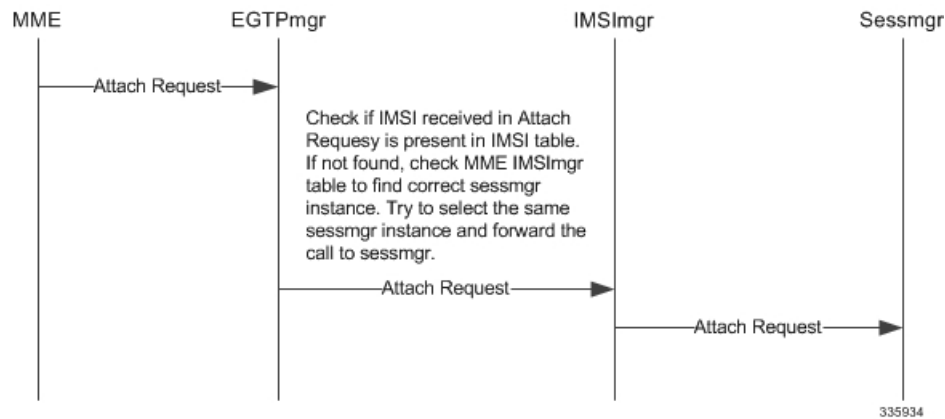 MME EGTPmgr IMSImgr Sessmgr
Attach Request
Check if IMSI received in Attach
Requesy is present in IMSI table.
If not found, check MME IMSImgr
table to find correct sessmgr
instance. Try to select the same
sessmgr instance and forward the
call to sessmgr.
Attach Request
Attach Request
335934